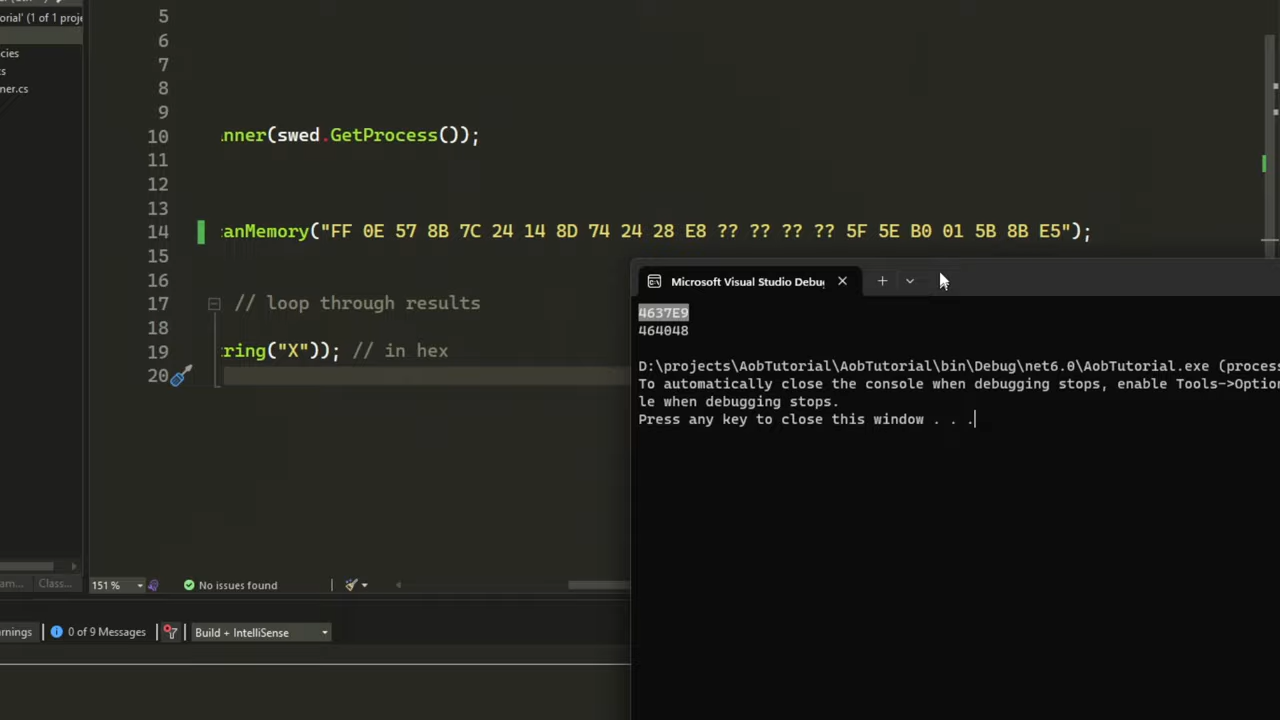 orial' (1 of 1 proje
cies
ts
ner.cs
5
6
7
8
9
10 nner(swed.GetProcess());
11
12
13
14 anMemory("FF 0E 57 8B 7C 24 14 8D 74 24 28 E8 ?? ?? ?? ?? 5F 5E B0 01 5B 8B E5");
15
16
17 // loop through results
18
19 ring("X")); // in hex
20
Microsoft Visual Studio Debu
4637E9
464048
D:\projects\AobTutorial\AobTutorial\bin\Debug\net6.0\AobTutorial.exe (process
To automatically close the console when debugging stops, enable Tools->Option
le when debugging stops.
Press any key to close this window . . .
am... Class...
151 % No issues found
rnings 0 of 9 Messages Build + IntelliSense